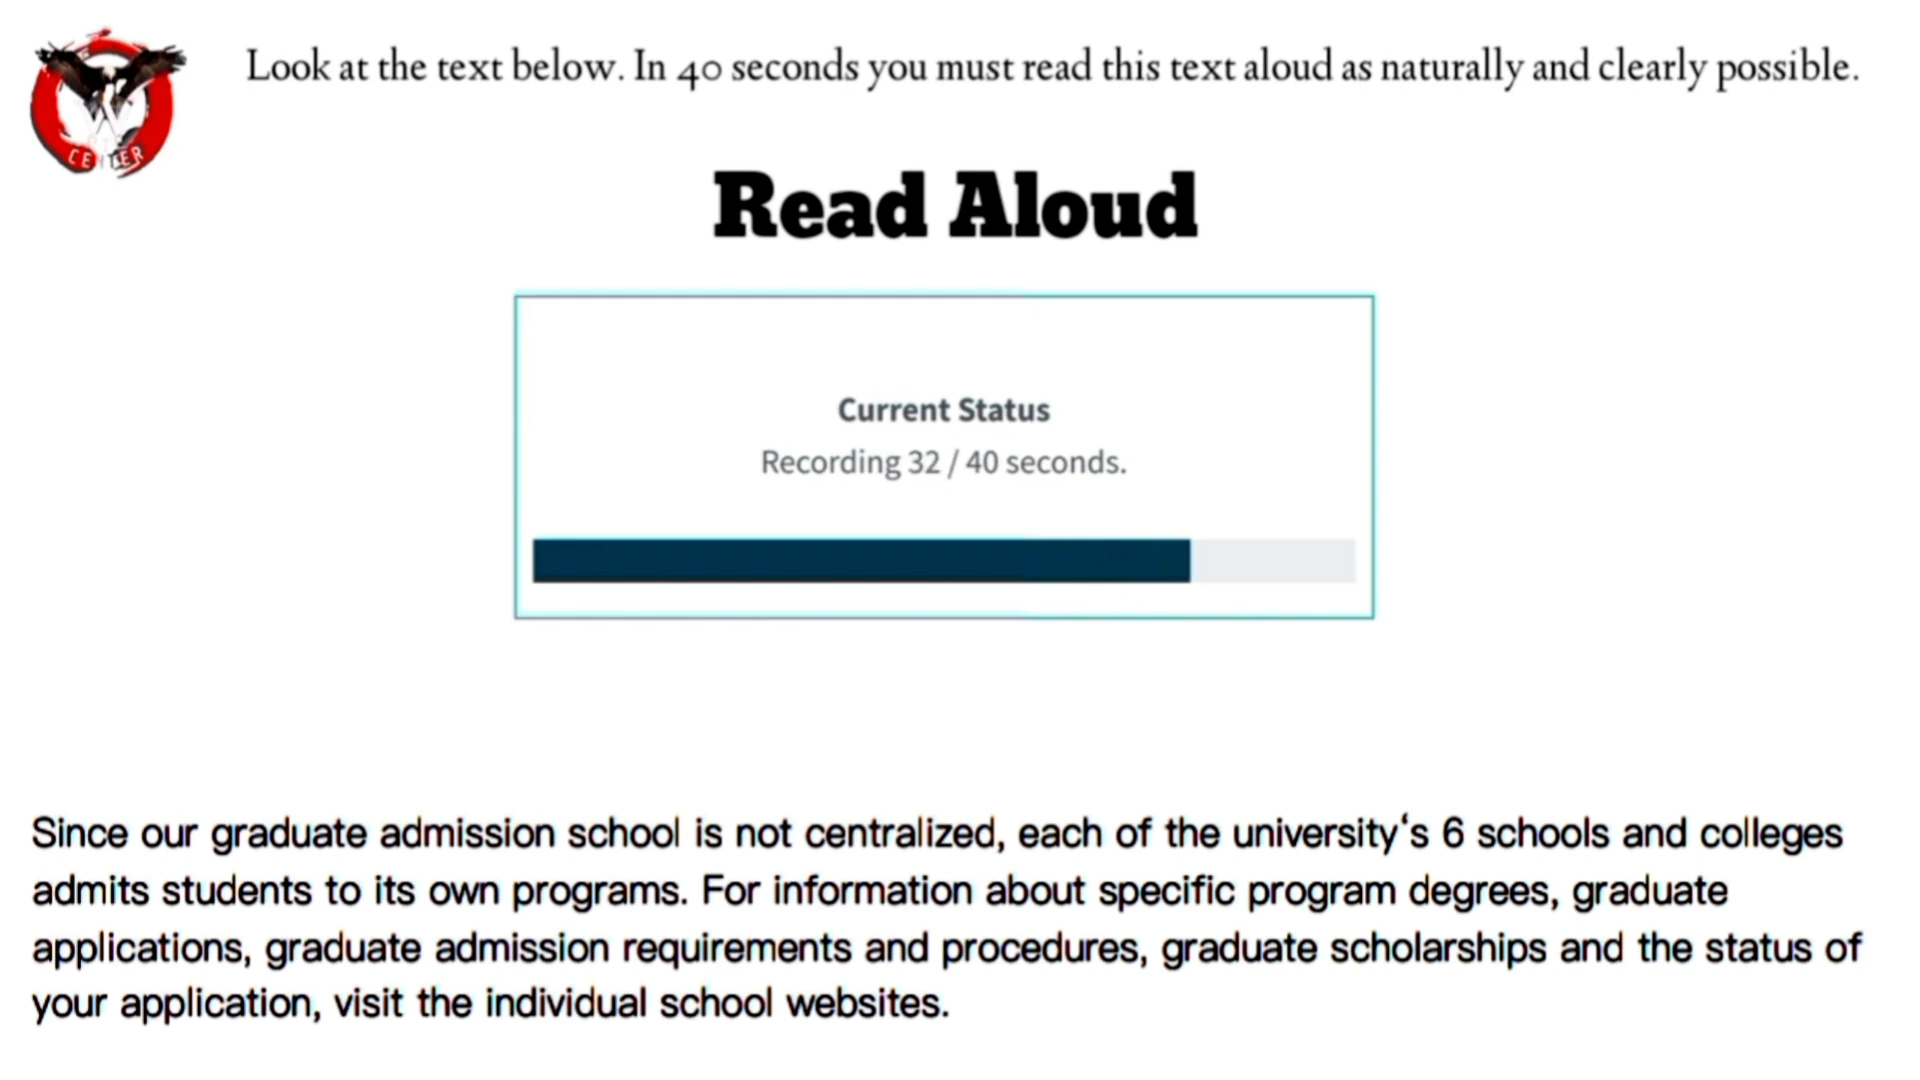 CENTER
Look at the text below. In 40 seconds you must read this text aloud as naturally and clearly possible.
Read Aloud
Current Status
Recording 32 / 40 seconds.
Since our graduate admission school is not centralized, each of the university‘s 6 schools and colleges
admits students to its own programs. For information about specific program degrees, graduate
applications, graduate admission requirements and procedures, graduate scholarships and the status of
your application, visit the individual school websites.